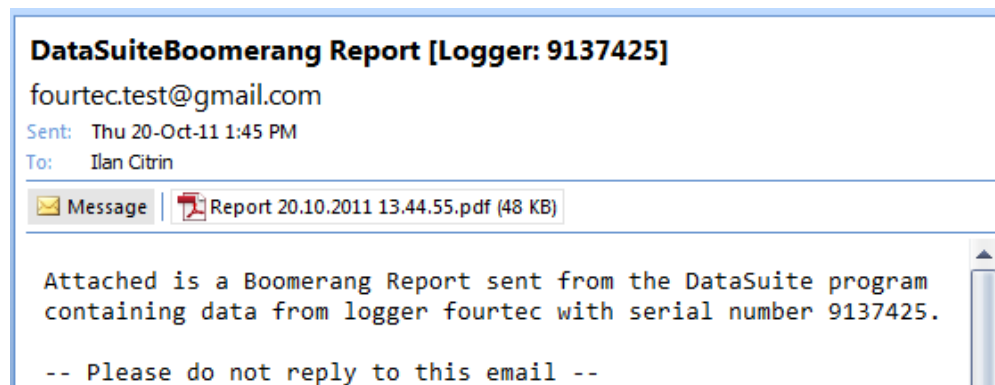 DataSuiteBoomerang Report [Logger: 9137425]
fourtec.test@gmail.com
Sent: Thu 20-Oct-11 1:45 PM
To: Ilan Citrin
Message Report 20.10.2011 13.44.55.pdf (48 KB)
Attached is a Boomerang Report sent from the DataSuite program
containing data from logger fourtec with serial number 9137425.
-- Please do not reply to this email --